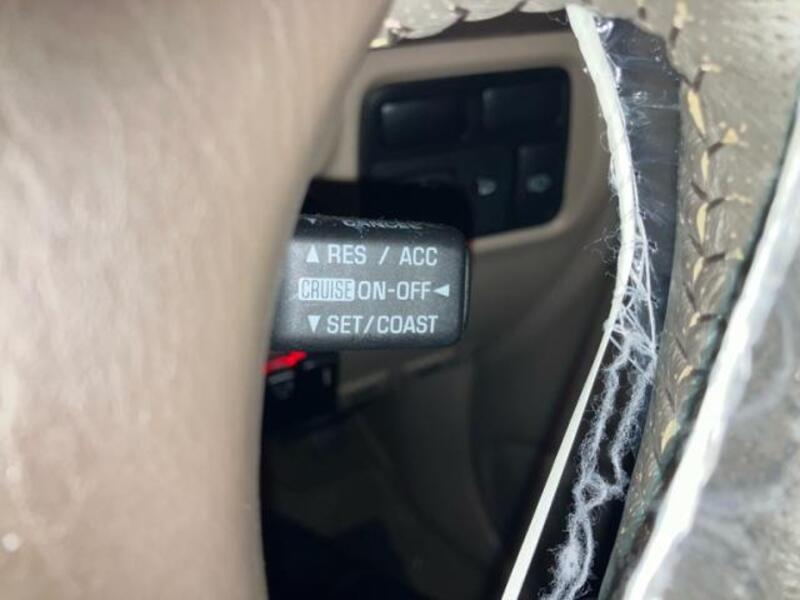 ▼ CANCEL
▲ RES / ACC
CRUISE ON-OFF ◄
▼ SET/COAST